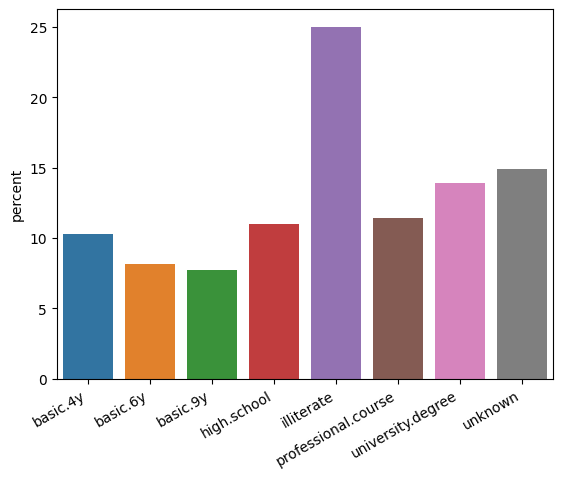 25
20
15
10
5
0
percent
basic.4y
basic.6y
basic.9y
high.school
illiterate
professional.course
university.degree
unknown